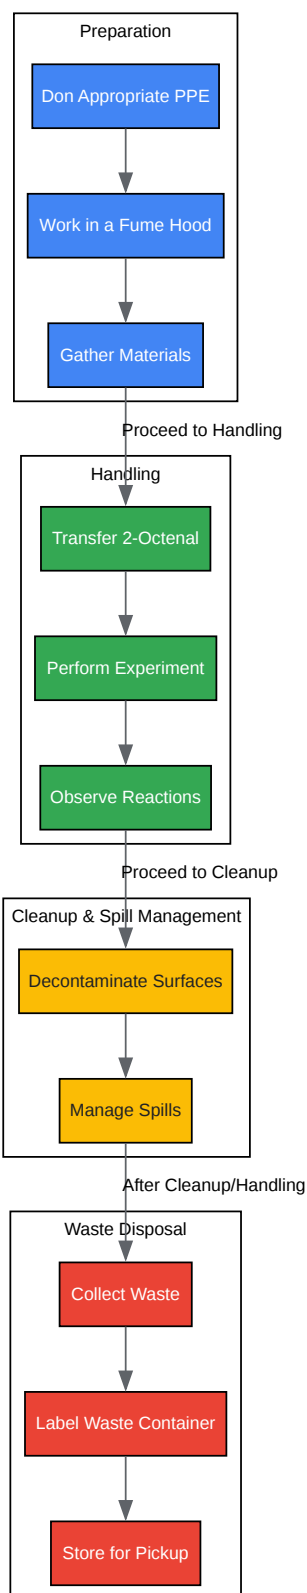 Preparation
Don Appropriate PPE
Work in a Fume Hood
Gather Materials
Proceed to Handling
Handling
Transfer 2-Octenal
Perform Experiment
Observe Reactions
Proceed to Cleanup
Cleanup & Spill Management
Decontaminate Surfaces
Manage Spills
After Cleanup/Handling
Waste Disposal
Collect Waste
Label Waste Container
Store for Pickup